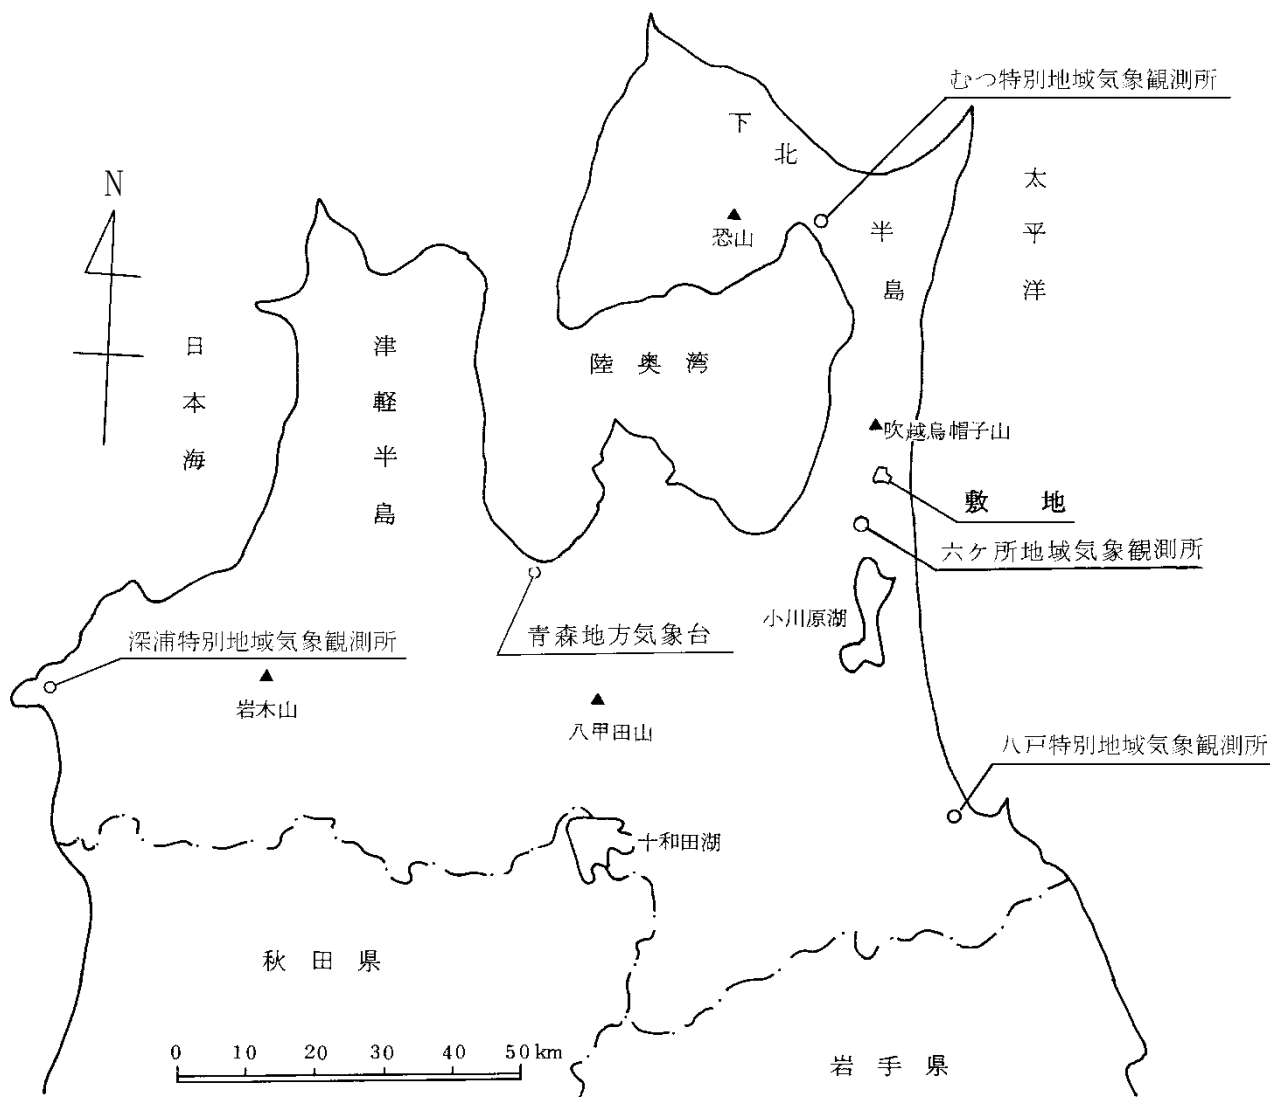 むつ特別地域気象観測所
下北半島
太平洋
N
恐山
日本海
津軽半島
陸奥湾
吹越烏帽子山
敷地
六ケ所地域気象観測所
小川原湖
青森地方気象台
深浦特別地域気象観測所
岩木山
八甲田山
八戸特別地域気象観測所
十和田湖
秋田県
0 10 20 30 40 50km
岩手県